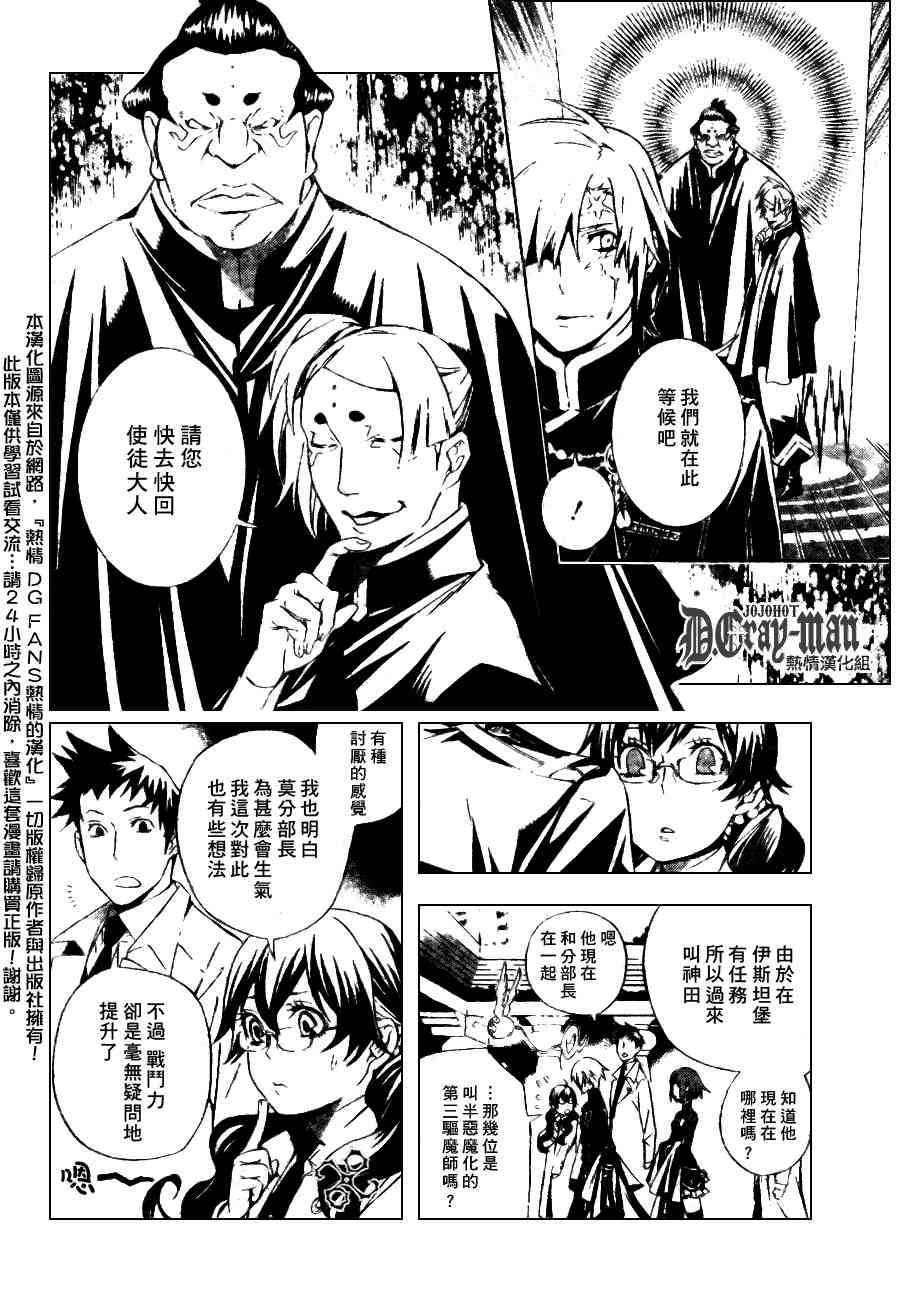 我們就在此
等候吧
！
請您
快去快回
使徒大人
JOJOHOT
D.Gray-man
熱情漢化組
由於在
伊斯坦堡
有任務
所以過來
叫神田
知道他
現在在
哪裡嗎？
嗯
他現在
和分部長
在一起
…那幾位是
叫半惡魔化的
第三驅魔師嗎？
有種
討厭的感覺
我也明白
莫分部長
為甚麼會生氣
我這次對此
也有些想法
不過 戰鬥力
卻是毫無疑問地
提升了
嗯～
本漢化圖源來自於網路．『熱情DG FANS熱情的漢化』一切版權歸原作者與出版社擁有！
此版本僅供學習試看交流…請24小時之內消除．喜歡這套漫畫請購買正版！謝謝。